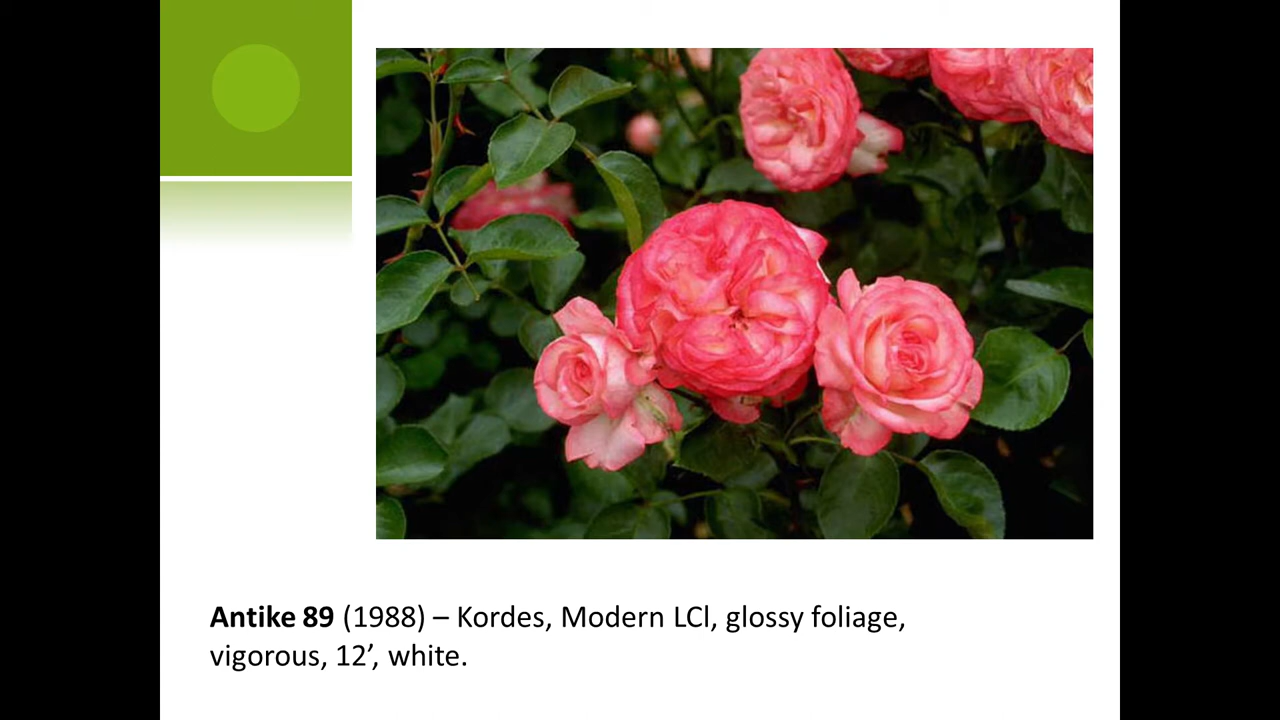 Antike 89 (1988) – Kordes, Modern LCl, glossy foliage,
vigorous, 12’, white.